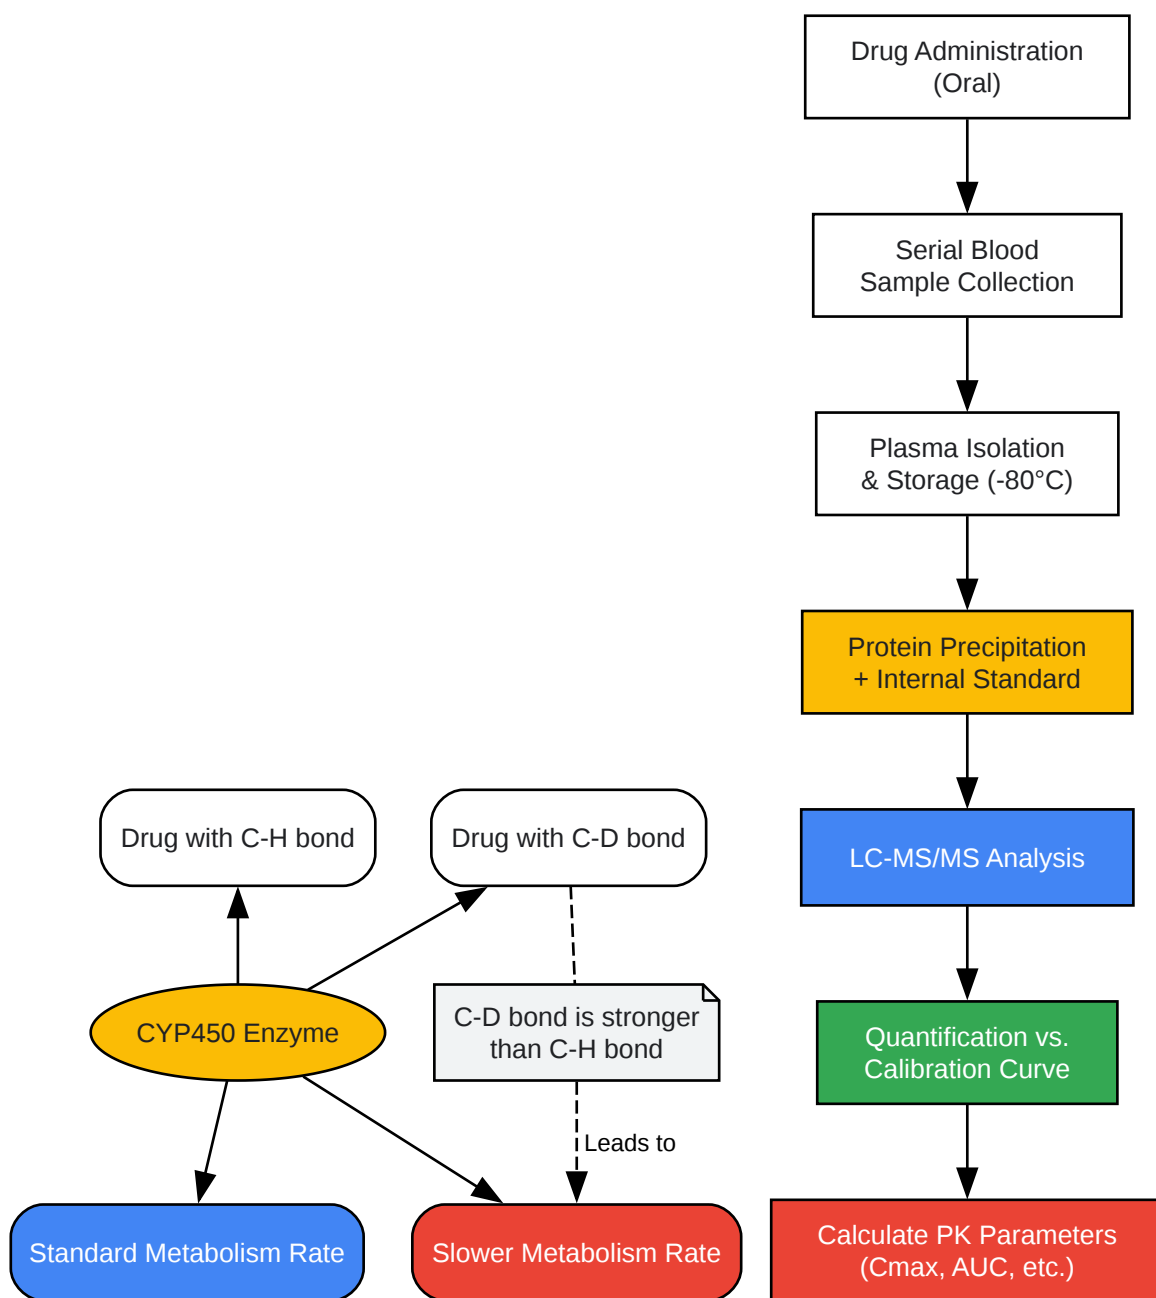 Drug Administration
(Oral)
Serial Blood
Sample Collection
Plasma Isolation
& Storage (-80°C)
Protein Precipitation
+ Internal Standard
LC-MS/MS Analysis
Quantification vs.
Calibration Curve
Calculate PK Parameters
(Cmax, AUC, etc.)
Drug with C-H bond
Drug with C-D bond
CYP450 Enzyme
C-D bond is stronger
than C-H bond
Leads to
Standard Metabolism Rate
Slower Metabolism Rate